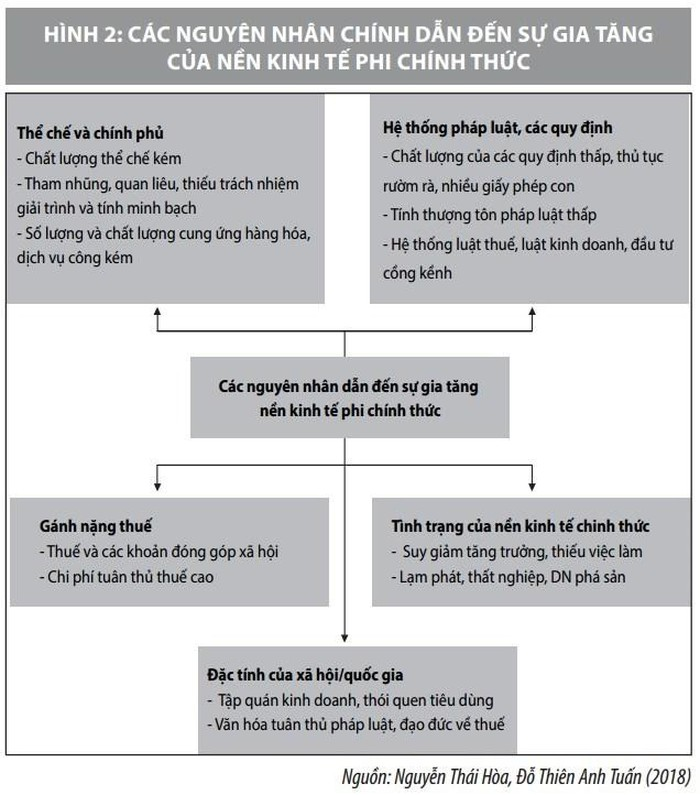 HÌNH 2: CÁC NGUYÊN NHÂN CHÍNH DẪN ĐẾN SỰ GIA TĂNG
CỦA NỀN KINH TẾ PHI CHÍNH THỨC
Thể chế và chính phủ
- Chất lượng thể chế kém
- Tham nhũng, quan liêu, thiếu trách nhiệm
giải trình và tính minh bạch
- Số lượng và chất lượng cung ứng hàng hóa,
dịch vụ công kém
Hệ thống pháp luật, các quy định
- Chất lượng của các quy định thấp, thủ tục
rườm rà, nhiều giấy phép con
- Tính thượng tôn pháp luật thấp
- Hệ thống luật thuế, luật kinh doanh, đầu tư
cồng kềnh
Các nguyên nhân dẫn đến sự gia tăng
nền kinh tế phi chính thức
Gánh nặng thuế
- Thuế và các khoản đóng góp xã hội
- Chi phí tuân thủ thuế cao
Tình trạng của nền kinh tế chinh thức
- Suy giảm tăng trưởng, thiếu việc làm
- Lạm phát, thất nghiệp, DN phá sản
Đặc tính của xã hội/quốc gia
- Tập quán kinh doanh, thói quen tiêu dùng
- Văn hóa tuân thủ pháp luật, đạo đức về thuế
Nguồn: Nguyễn Thái Hòa, Đỗ Thiên Anh Tuấn (2018)